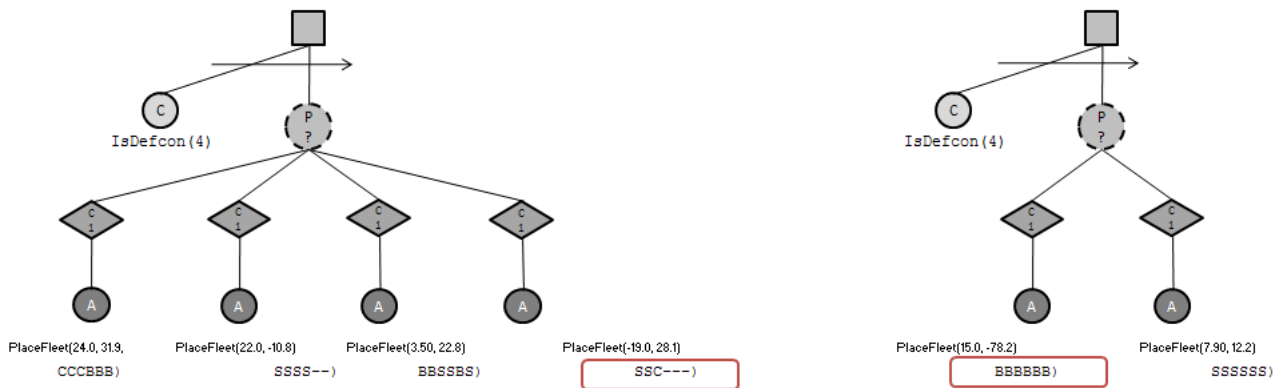 C
P
?
IsDefcon(4)
C
1
C
1
C
1
C
1
A
A
A
A
PlaceFleet(24.0, 31.9,
CCCBBB)
PlaceFleet(22.0, -10.8)
SSSS--)
PlaceFleet(3.50, 22.8)
BBSSBS)
PlaceFleet(-19.0, 28.1)
SSC---)
C
P
?
IsDefcon(4)
C
1
C
1
A
A
PlaceFleet(15.0, -78.2)
BBBBBB)
PlaceFleet(7.90, 12.2)
SSSSSS)